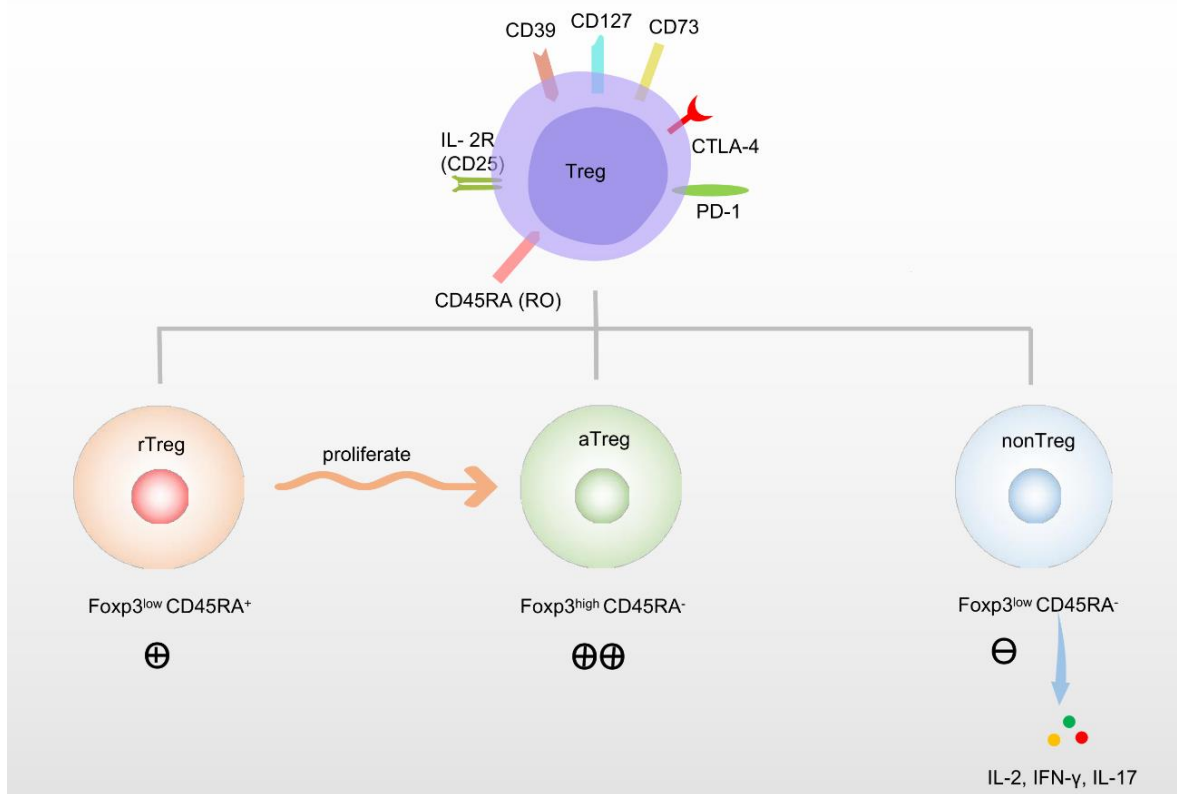 CD39
CD127
CD73
IL- 2R
(CD25)
CTLA-4
Treg
PD-1
CD45RA (RO)
rTreg
proliferate
aTreg
nonTreg
Foxp3low CD45RA+
Foxp3high CD45RA-
Foxp3low CD45RA-
⊕
⊕⊕
⊖
IL-2, IFN-γ, IL-17